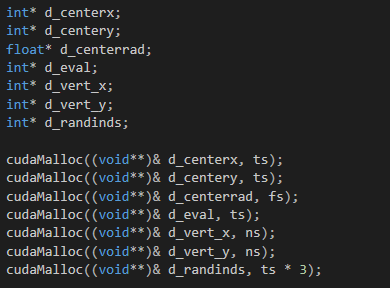 int* d_centerx;
int* d_centery;
float* d_centerrad;
int* d_eval;
int* d_vert_x;
int* d_vert_y;
int* d_randinds;
cudaMalloc((void**)& d_centerx, ts);
cudaMalloc((void**)& d_centery, ts);
cudaMalloc((void**)& d_centerrad, fs);
cudaMalloc((void**)& d_eval, ts);
cudaMalloc((void**)& d_vert_x, ns);
cudaMalloc((void**)& d_vert_y, ns);
cudaMalloc((void**)& d_randinds, ts * 3);